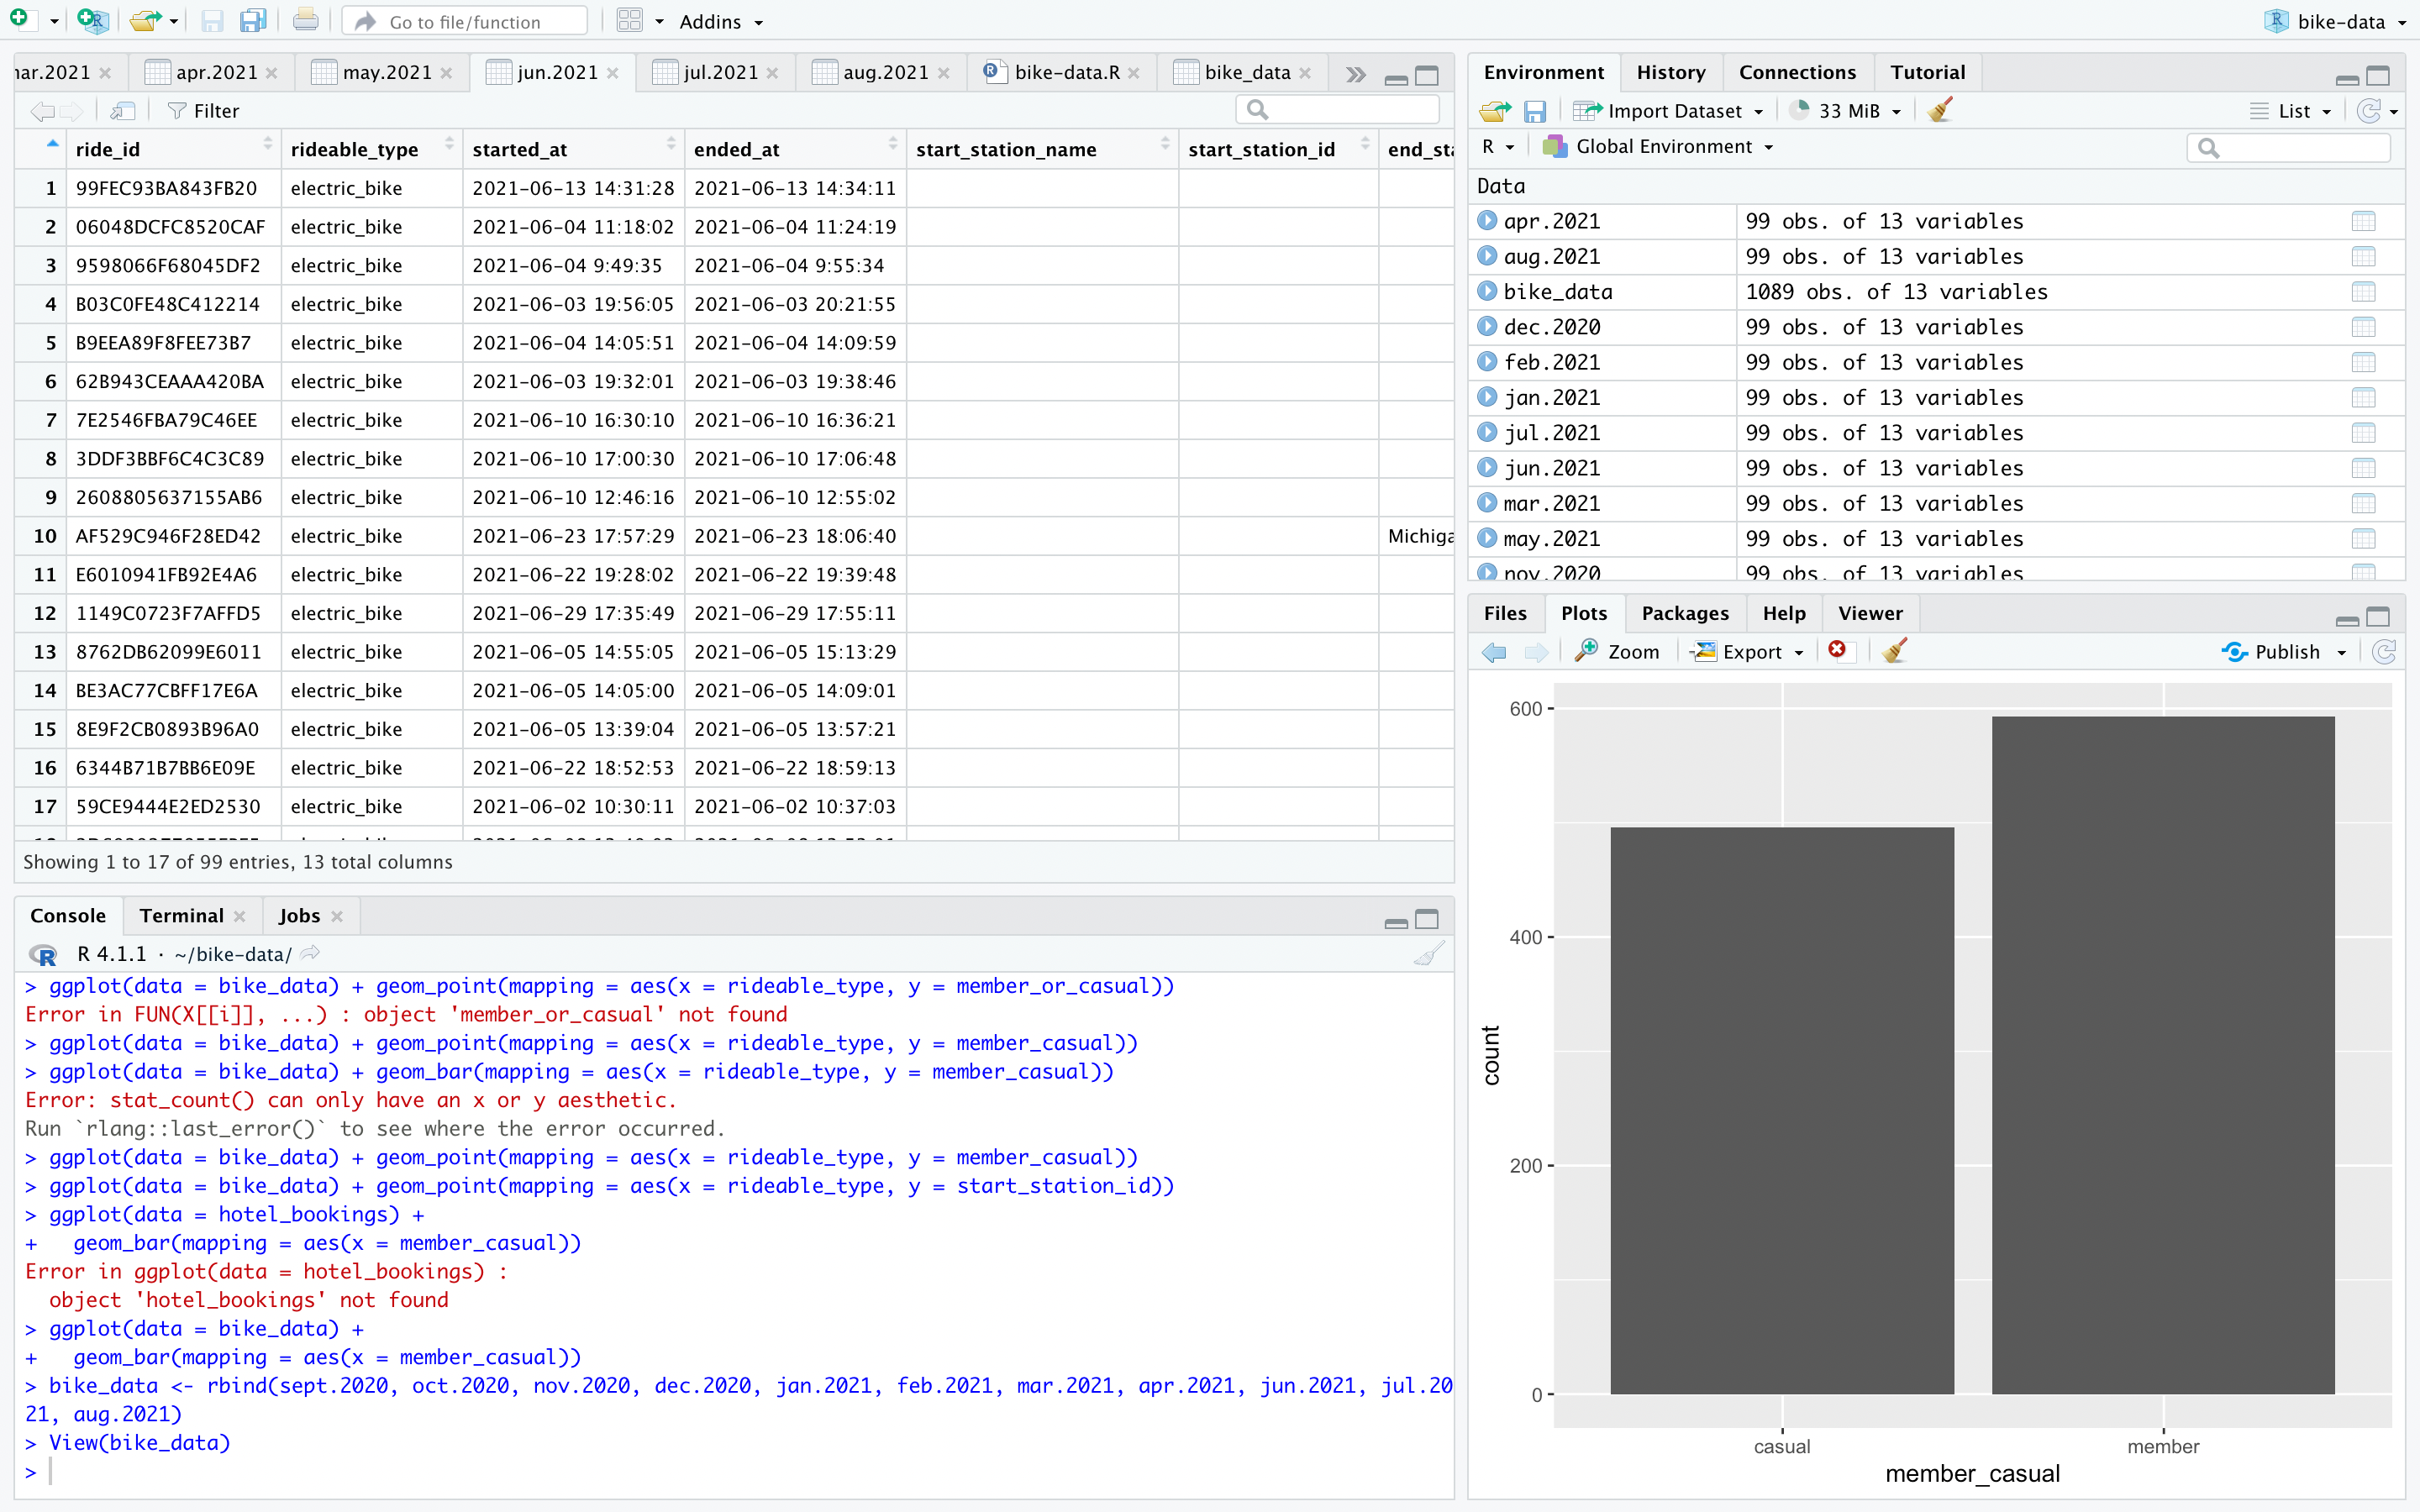 Go to file/function Addins bike-data
mar.2021 apr.2021 may.2021 jun.2021 jul.2021 aug.2021 bike-data.R bike_data
Filter
ride_id rideable_type started_at ended_at start_station_name start_station_id end_sta
1 99FEC93BA843FB20 electric_bike 2021-06-13 14:31:28 2021-06-13 14:34:11
2 06048DCFC8520CAF electric_bike 2021-06-04 11:18:02 2021-06-04 11:24:19
3 9598066F68045DF2 electric_bike 2021-06-04 9:49:35 2021-06-04 9:55:34
4 B03C0FE48C412214 electric_bike 2021-06-03 19:56:05 2021-06-03 20:21:55
5 B9EEA89F8FEE73B7 electric_bike 2021-06-04 14:05:51 2021-06-04 14:09:59
6 62B943CEAAA420BA electric_bike 2021-06-03 19:32:01 2021-06-03 19:38:46
7 7E2546FBA79C46EE electric_bike 2021-06-10 16:30:10 2021-06-10 16:36:21
8 3DDF3BBF6C4C3C89 electric_bike 2021-06-10 17:00:30 2021-06-10 17:06:48
9 2608805637155AB6 electric_bike 2021-06-10 12:46:16 2021-06-10 12:55:02
10 AF529C946F28ED42 electric_bike 2021-06-23 17:57:29 2021-06-23 18:06:40 Michiga
11 E6010941FB92E4A6 electric_bike 2021-06-22 19:28:02 2021-06-22 19:39:48
12 1149C0723F7AFFD5 electric_bike 2021-06-29 17:35:49 2021-06-29 17:55:11
13 8762DB62099E6011 electric_bike 2021-06-05 14:55:05 2021-06-05 15:13:29
14 BE3AC77CBFF17E6A electric_bike 2021-06-05 14:05:00 2021-06-05 14:09:01
15 8E9F2CB0893B96A0 electric_bike 2021-06-05 13:39:04 2021-06-05 13:57:21
16 6344B71B7BB6E09E electric_bike 2021-06-22 18:52:53 2021-06-22 18:59:13
17 59CE9444E2ED2530 electric_bike 2021-06-02 10:30:11 2021-06-02 10:37:03
Showing 1 to 17 of 99 entries, 13 total columns
Console Terminal Jobs
R 4.1.1 · ~/bike-data/
> ggplot(data = bike_data) + geom_point(mapping = aes(x = rideable_type, y = member_or_casual))
Error in FUN(X[[i]], ...) : object 'member_or_casual' not found
> ggplot(data = bike_data) + geom_point(mapping = aes(x = rideable_type, y = member_casual))
> ggplot(data = bike_data) + geom_bar(mapping = aes(x = rideable_type, y = member_casual))
Error: stat_count() can only have an x or y aesthetic.
Run `rlang::last_error()` to see where the error occurred.
> ggplot(data = bike_data) + geom_point(mapping = aes(x = rideable_type, y = member_casual))
> ggplot(data = bike_data) + geom_point(mapping = aes(x = rideable_type, y = start_station_id))
> ggplot(data = hotel_bookings) +
+   geom_bar(mapping = aes(x = member_casual))
Error in ggplot(data = hotel_bookings) :
  object 'hotel_bookings' not found
> ggplot(data = bike_data) +
+   geom_bar(mapping = aes(x = member_casual))
> bike_data <- rbind(sept.2020, oct.2020, nov.2020, dec.2020, jan.2021, feb.2021, mar.2021, apr.2021, jun.2021, jul.20
21, aug.2021)
> View(bike_data)
>
Environment History Connections Tutorial
Import Dataset 33 MiB List
R Global Environment
Data
apr.2021 99 obs. of 13 variables
aug.2021 99 obs. of 13 variables
bike_data 1089 obs. of 13 variables
dec.2020 99 obs. of 13 variables
feb.2021 99 obs. of 13 variables
jan.2021 99 obs. of 13 variables
jul.2021 99 obs. of 13 variables
jun.2021 99 obs. of 13 variables
mar.2021 99 obs. of 13 variables
may.2021 99 obs. of 13 variables
nov.2020 99 obs. of 13 variables
Files Plots Packages Help Viewer
Zoom Export Publish
600
400
200
0
count
casual member
member_casual